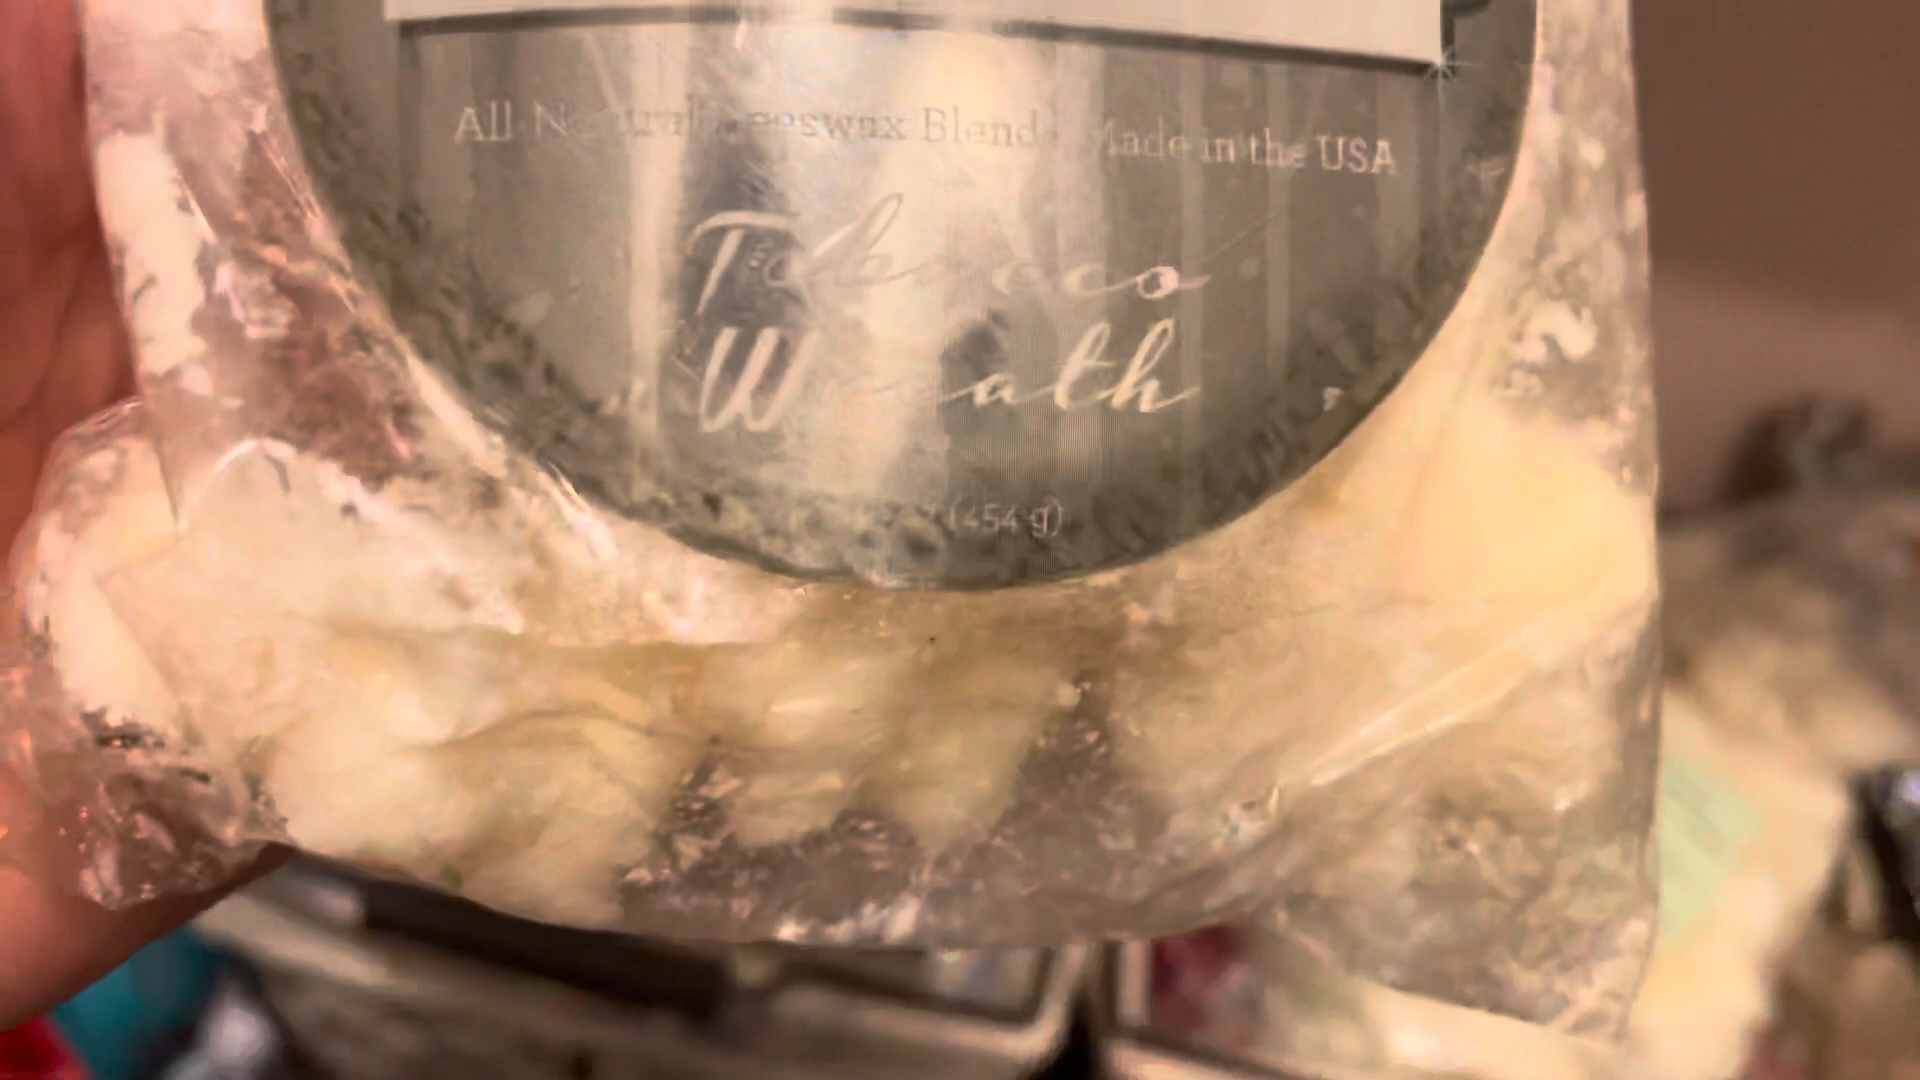 All Natural Beeswax Blend Made in the USA
Tobacco
Wreath
(454 g)